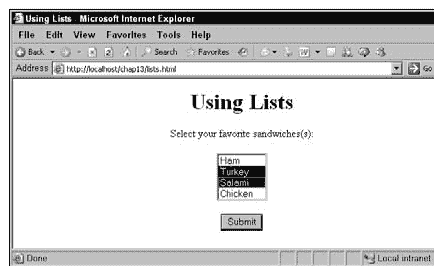 Using Lists - Microsoft Internet Explorer
File Edit View Favorites Tools Help
Back Search Favorites
Address http://localhost/chap13/lists.html Go
Using Lists
Select your favorite sandwiches(s):
Ham
Turkey
Salami
Chicken
Submit
Done Local intranet